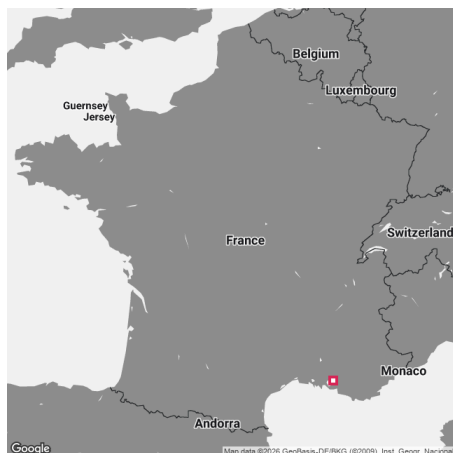 Belgium
Luxembourg
Guernsey
Jersey
France
Switzerland
Monaco
Andorra
Google
Map data ©2026 GeoBasis-DE/BKG (©2009), Inst. Geogr. Nacional